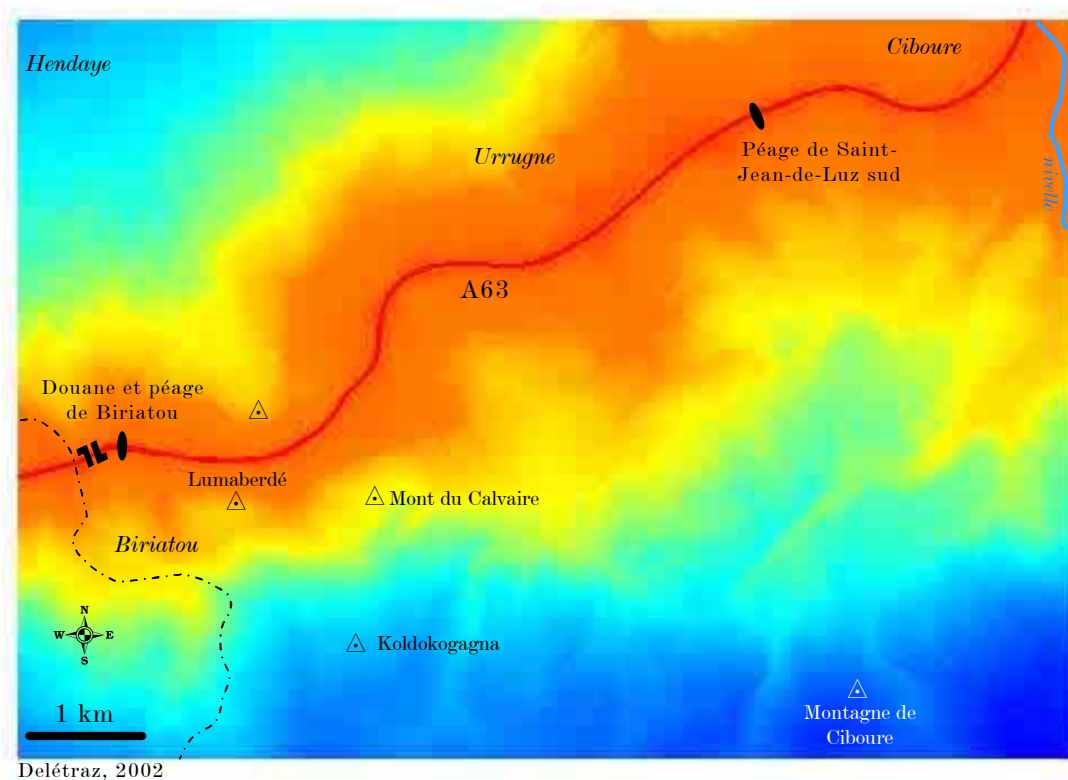 Hendaye
Ciboure
Urrugne
Péage de Saint-
Jean-de-Luz sud
nivelle
A63
Douane et péage
de Biriatou
Lumaberdé
Mont du Calvaire
Biriatou
N
W E
S
Koldokogagna
1 km
Montagne de
Ciboure
Delétraz, 2002